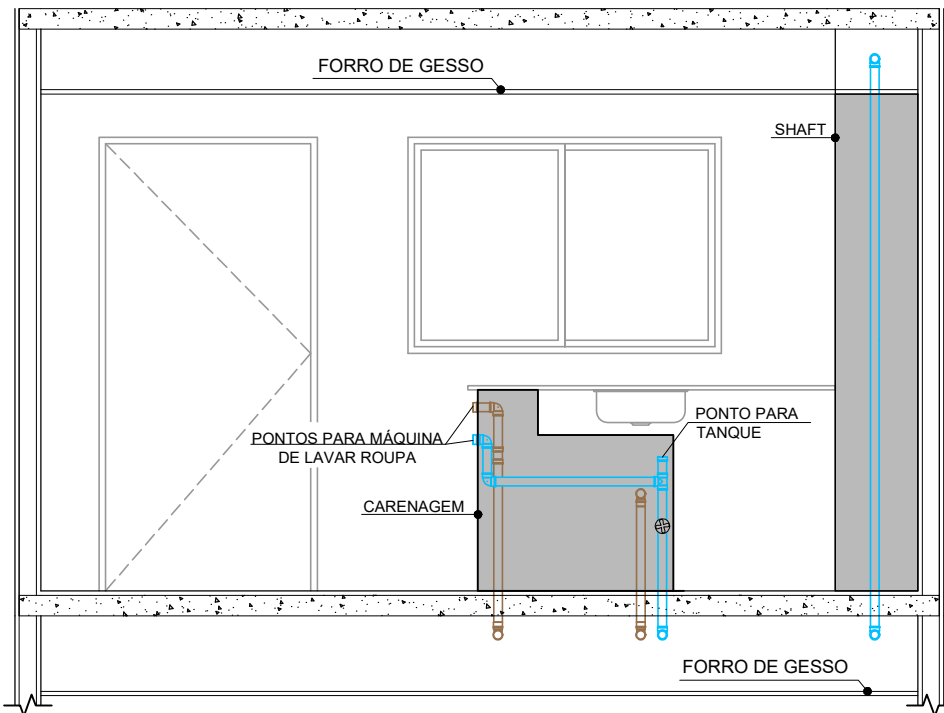 FORRO DE GESSO
SHAFT
PONTO PARA
TANQUE
PONTOS PARA MÁQUINA
DE LAVAR ROUPA
CARENAGEM
FORRO DE GESSO